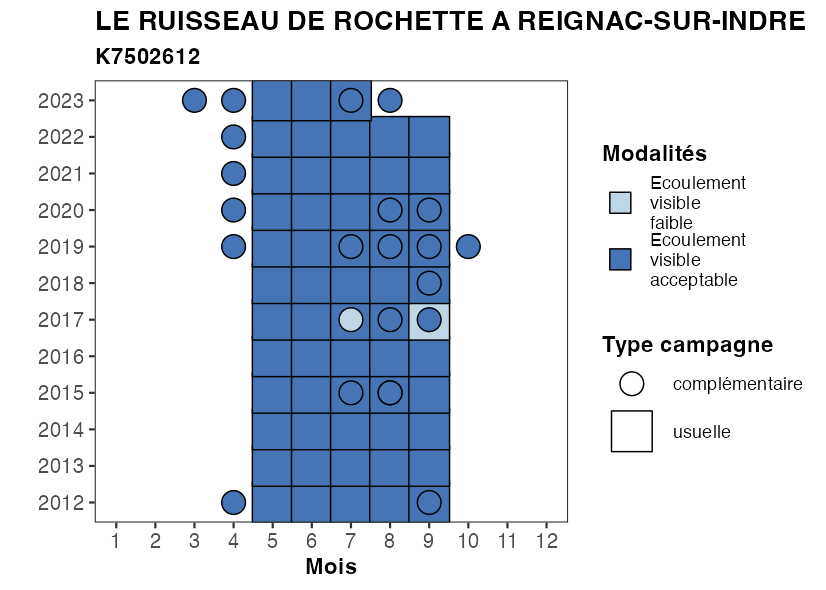 LE RUISSEAU DE ROCHETTE A REIGNAC-SUR-INDRE
K7502612
2023
2022
2021
2020
2019
2018
2017
2016
2015
2014
2013
2012
1 2 3 4 5 6 7 8 9 10 11 12
Mois
Modalités
Ecoulement
visible
faible
Ecoulement
visible
acceptable
Type campagne
complémentaire
usuelle